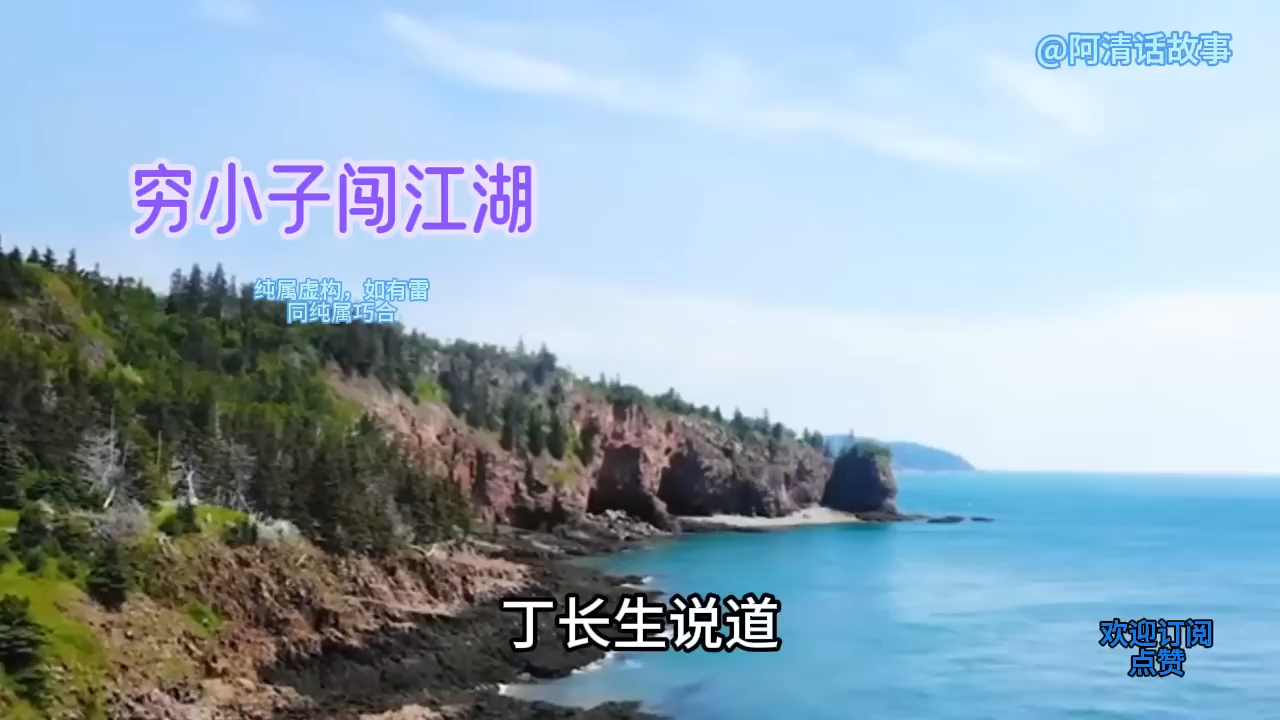 @阿清话故事
穷小子闯江湖
纯属虚构，如有雷
同纯属巧合
丁长生说道
欢迎订阅
点赞